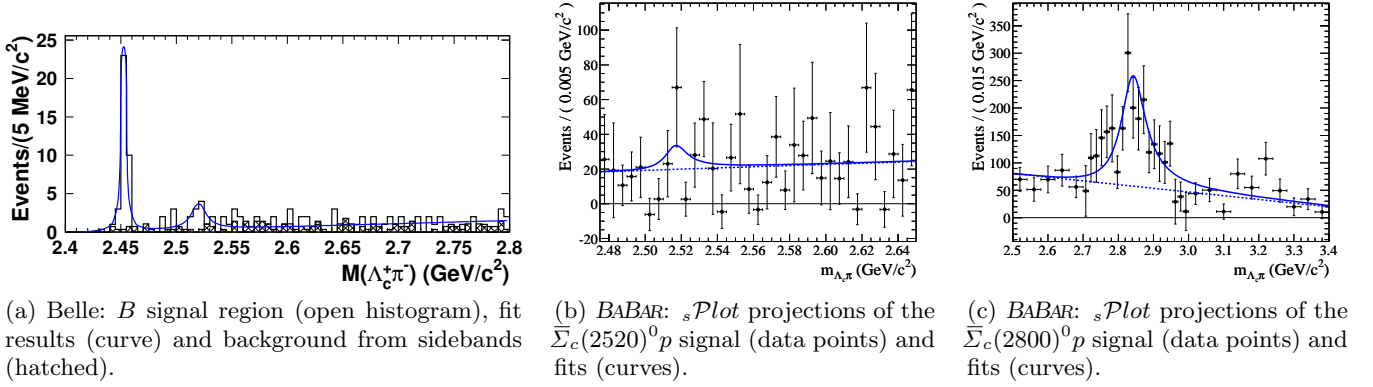 Events/(5 MeV/c²)
25
20
15
10
5
0
2.4 2.45 2.5 2.55 2.6 2.65 2.7 2.75 2.8
M(Λc⁺π⁻) (GeV/c²)
(a) Belle: B signal region (open histogram), fit
results (curve) and background from sidebands
(hatched).
Events / ( 0.005 GeV/c² )
100
80
60
40
20
0
-20
2.48 2.50 2.52 2.54 2.56 2.58 2.60 2.62 2.64
mΛcπ (GeV/c²)
(b) BABAR: sPlot projections of the
Σ̅c(2520)⁰p signal (data points) and
fits (curves).
Events / ( 0.015 GeV/c² )
350
300
250
200
150
100
50
0
2.5 2.6 2.7 2.8 2.9 3.0 3.1 3.2 3.3 3.4
mΛcπ (GeV/c²)
(c) BABAR: sPlot projections of the
Σ̅c(2800)⁰p signal (data points) and
fits (curves).